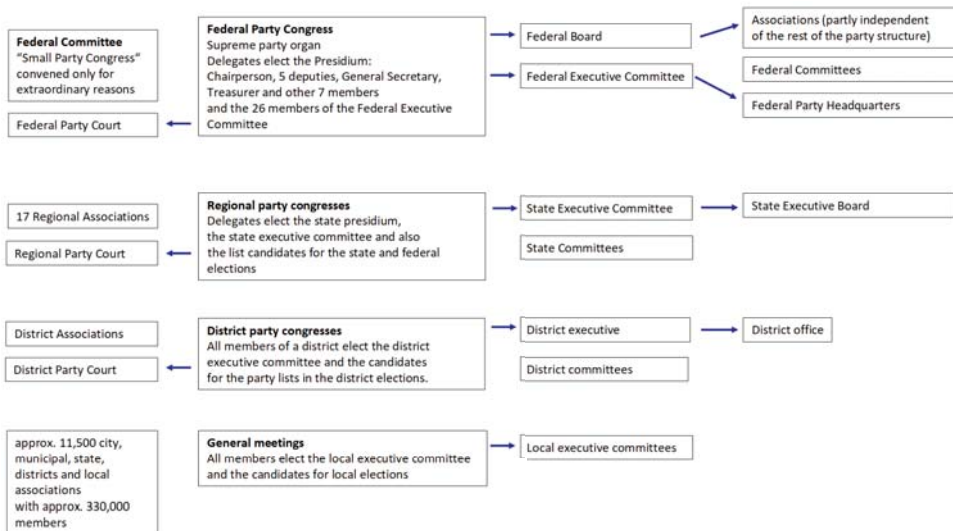 Federal Committee
"Small Party Congress"
convened only for
extraordinary reasons
Federal Party Court
Federal Party Congress
Supreme party organ
Delegates elect the Presidium:
Chairperson, 5 deputies, General Secretary,
Treasurer and other 7 members
and the 26 members of the Federal Executive
Committee
Federal Board
Federal Executive Committee
Associations (partly independent
of the rest of the party structure)
Federal Committees
Federal Party Headquarters
17 Regional Associations
Regional Party Court
Regional party congresses
Delegates elect the state presidium,
the state executive committee and also
the list candidates for the state and federal
elections
State Executive Committee
State Committees
State Executive Board
District Associations
District Party Court
District party congresses
All members of a district elect the district
executive committee and the candidates
for the party lists in the district elections.
District executive
District committees
District office
approx. 11,500 city,
municipal, state,
districts and local
associations
with approx. 330,000
members
General meetings
All members elect the local executive committee
and the candidates for local elections
Local executive committees